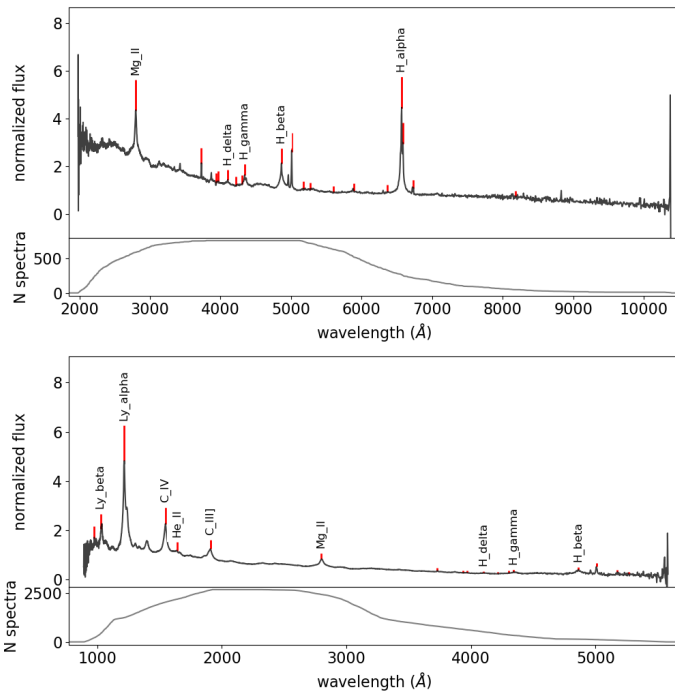 8
6
4
2
0
normalized flux
Mg_II
H_delta
H_gamma
H_beta
H_alpha
500
0
N spectra
2000 3000 4000 5000 6000 7000 8000 9000 10000
wavelength (Å)
8
6
4
2
0
normalized flux
Ly_beta
Ly_alpha
C_IV
He_II
C_III]
Mg_II
H_delta
H_gamma
H_beta
2500
0
N spectra
1000 2000 3000 4000 5000
wavelength (Å)